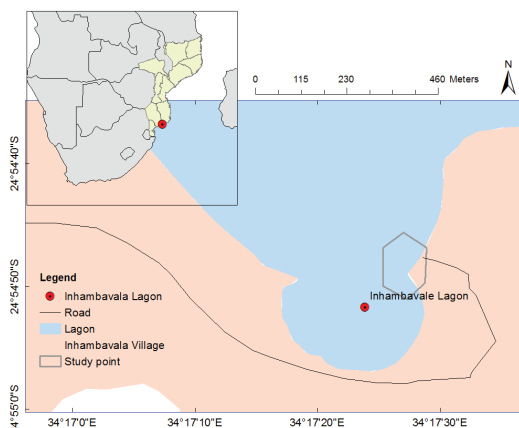 0 115 230 460 Meters
N
24°54'40"S
24°54'50"S
4°55'0"S
Legend
Inhambavala Lagon
Road
Lagon
Inhambavala Village
Study point
Inhambavale Lagon
34°17'0"E 34°17'10"E 34°17'20"E 34°17'30"E